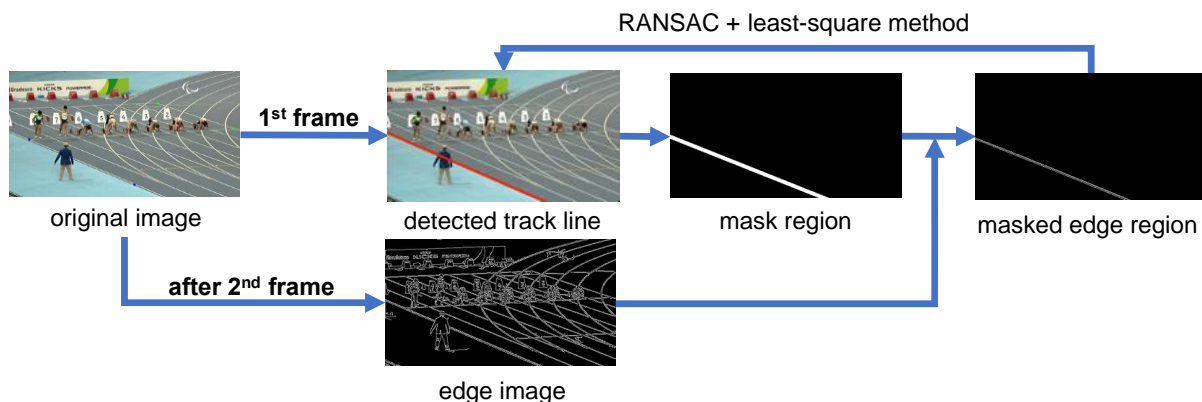 RANSAC + least-square method
1st frame
KICKS
original image
detected track line
mask region
masked edge region
after 2nd frame
edge image